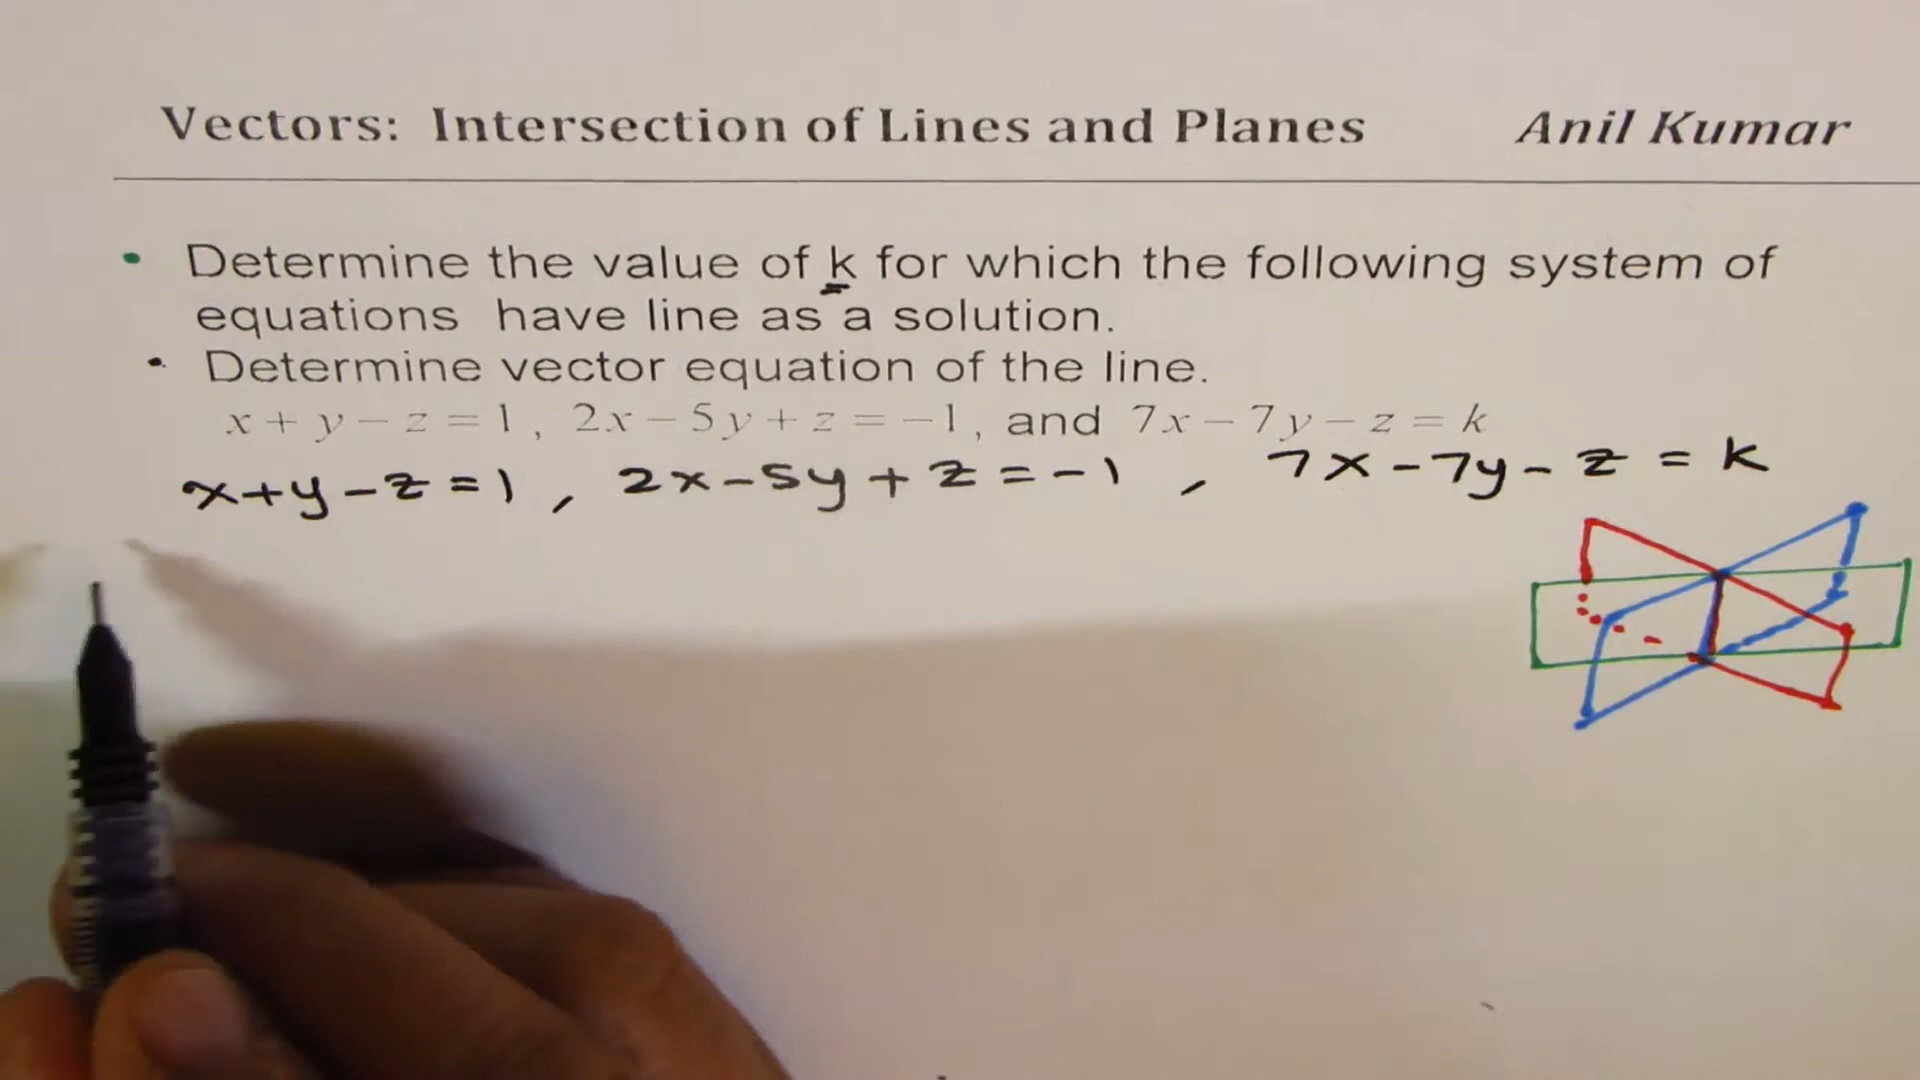 Vectors: Intersection of Lines and Planes Anil Kumar
• Determine the value of k for which the following system of
equations have line as a solution.
• Determine vector equation of the line.
x + y − z = 1 , 2x − 5y + z = −1 , and 7x − 7y − z = k
x+y-z=1 , 2x-5y+z=-1 , 7x-7y-z=k